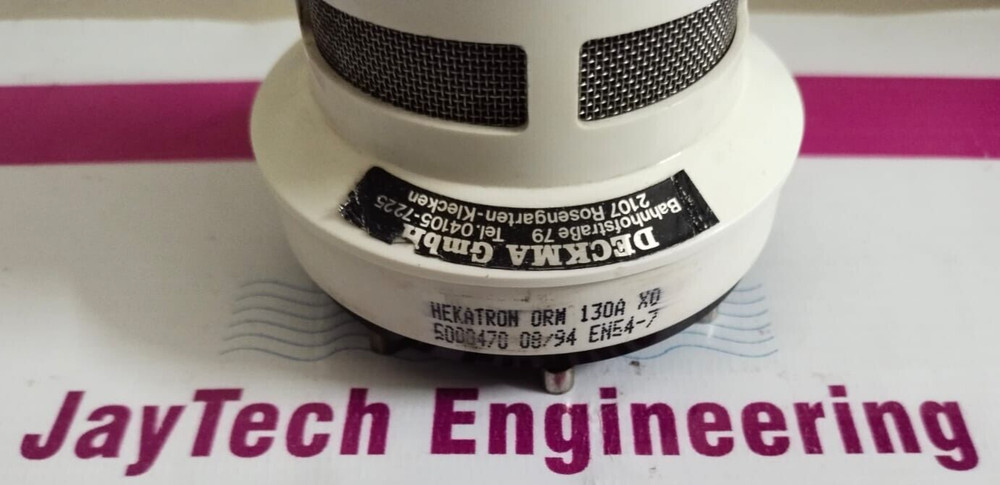 DECKMA GmbH
Bahnhofstraße 79 Tel. 04105-7225
2107 Rosengarten-Klecken
HEKATRON ORM 130A XQ
5000470 08/94 EN54-7
JayTech Engineering